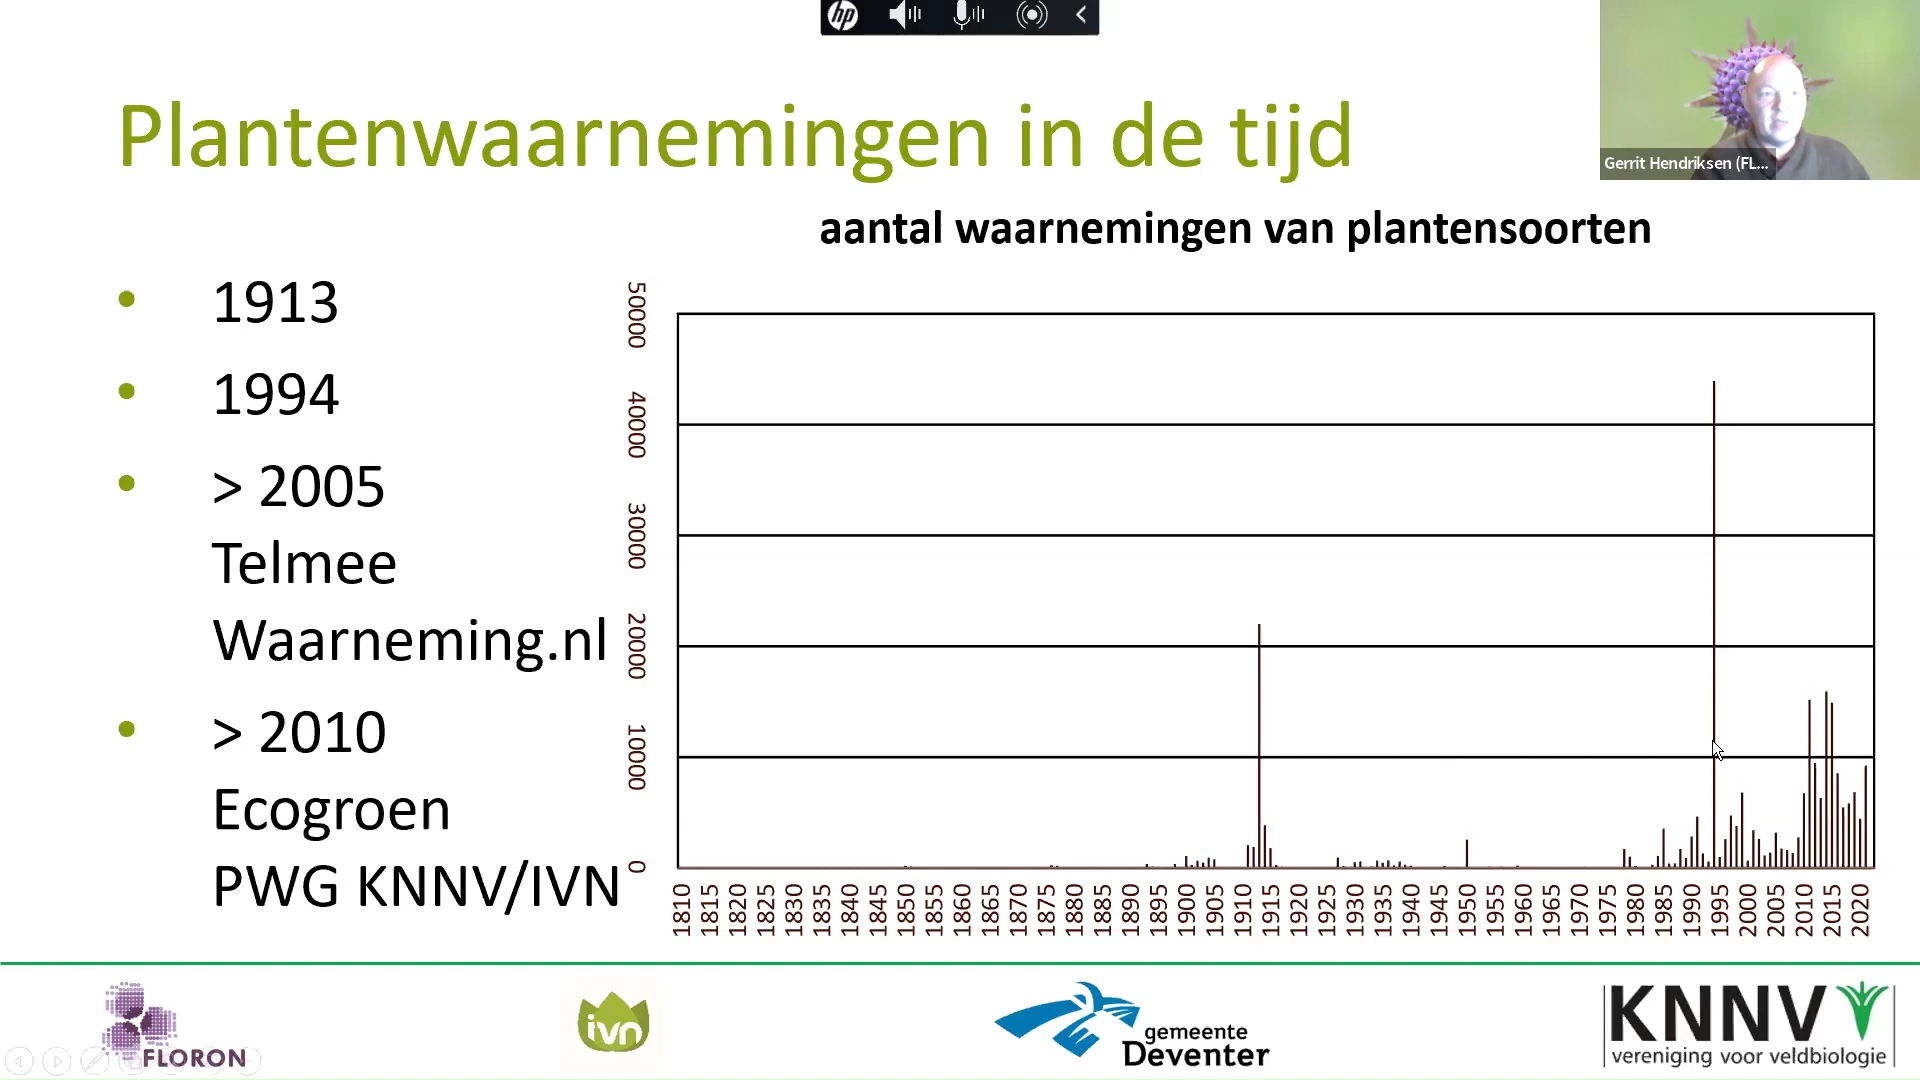 hp
Plantenwaarnemingen in de tijd
Gerrit Hendriksen (FL...
aantal waarnemingen van plantensoorten
• 1913
• 1994
• > 2005
Telmee
Waarneming.nl
• > 2010
Ecogroen
PWG KNNV/IVN
50000
40000
30000
20000
10000
0
1810 1815 1820 1825 1830 1835 1840 1845 1850 1855 1860 1865 1870 1875 1880 1885 1890 1895 1900 1905 1910 1915 1920 1925 1930 1935 1940 1945 1950 1955 1960 1965 1970 1975 1980 1985 1990 1995 2000 2005 2010 2015 2020
FLORON
ivn
gemeente
Deventer
KNNV
vereniging voor veldbiologie